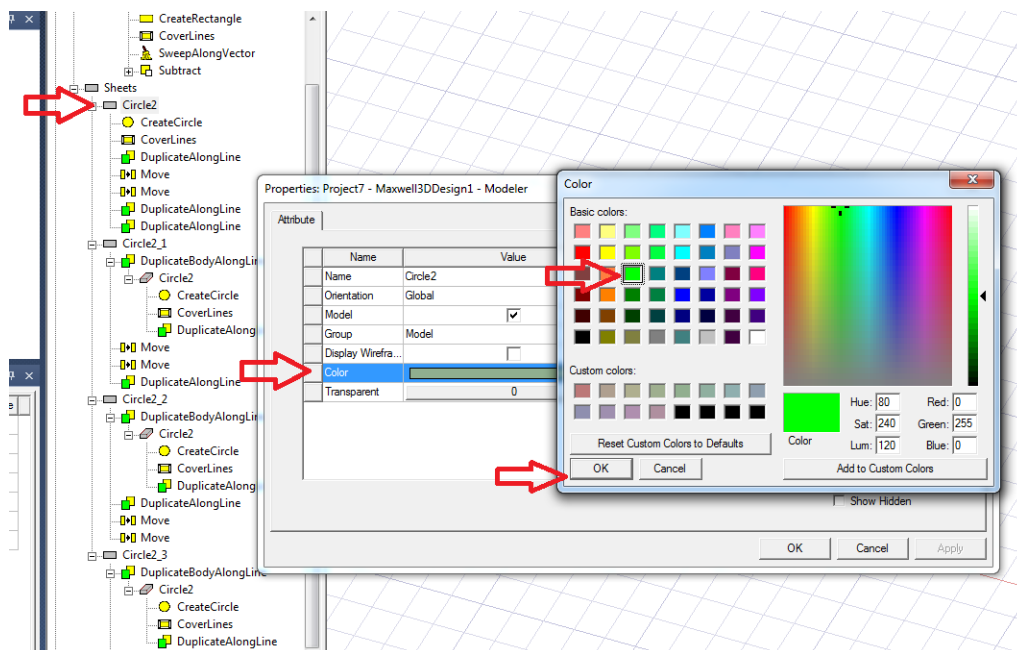 CreateRectangle
CoverLines
SweepAlongVector
Subtract
Sheets
Circle2
CreateCircle
CoverLines
DuplicateAlongLine
Move
Move
DuplicateAlongLine
DuplicateAlongLine
Circle2_1
DuplicateBodyAlongLin
Circle2
CreateCircle
CoverLines
DuplicateAlong
Move
Move
DuplicateAlongLine
Circle2_2
DuplicateBodyAlongLin
Circle2
CreateCircle
CoverLines
DuplicateAlong
DuplicateAlongLine
Move
Move
Circle2_3
DuplicateBodyAlongLine
Circle2
CreateCircle
CoverLines
DuplicateAlongLine
Properties: Project7 - Maxwell3DDesign1 - Modeler
Attribute
Name Value
Name Circle2
Orientation Global
Model
Group Model
Display Wirefra...
Color
Transparent 0
Show Hidden
OK Cancel Apply
Color
Basic colors:
Custom colors:
Reset Custom Colors to Defaults
OK Cancel
Color
Hue: 80 Red: 0
Sat: 240 Green: 255
Lum: 120 Blue: 0
Add to Custom Colors